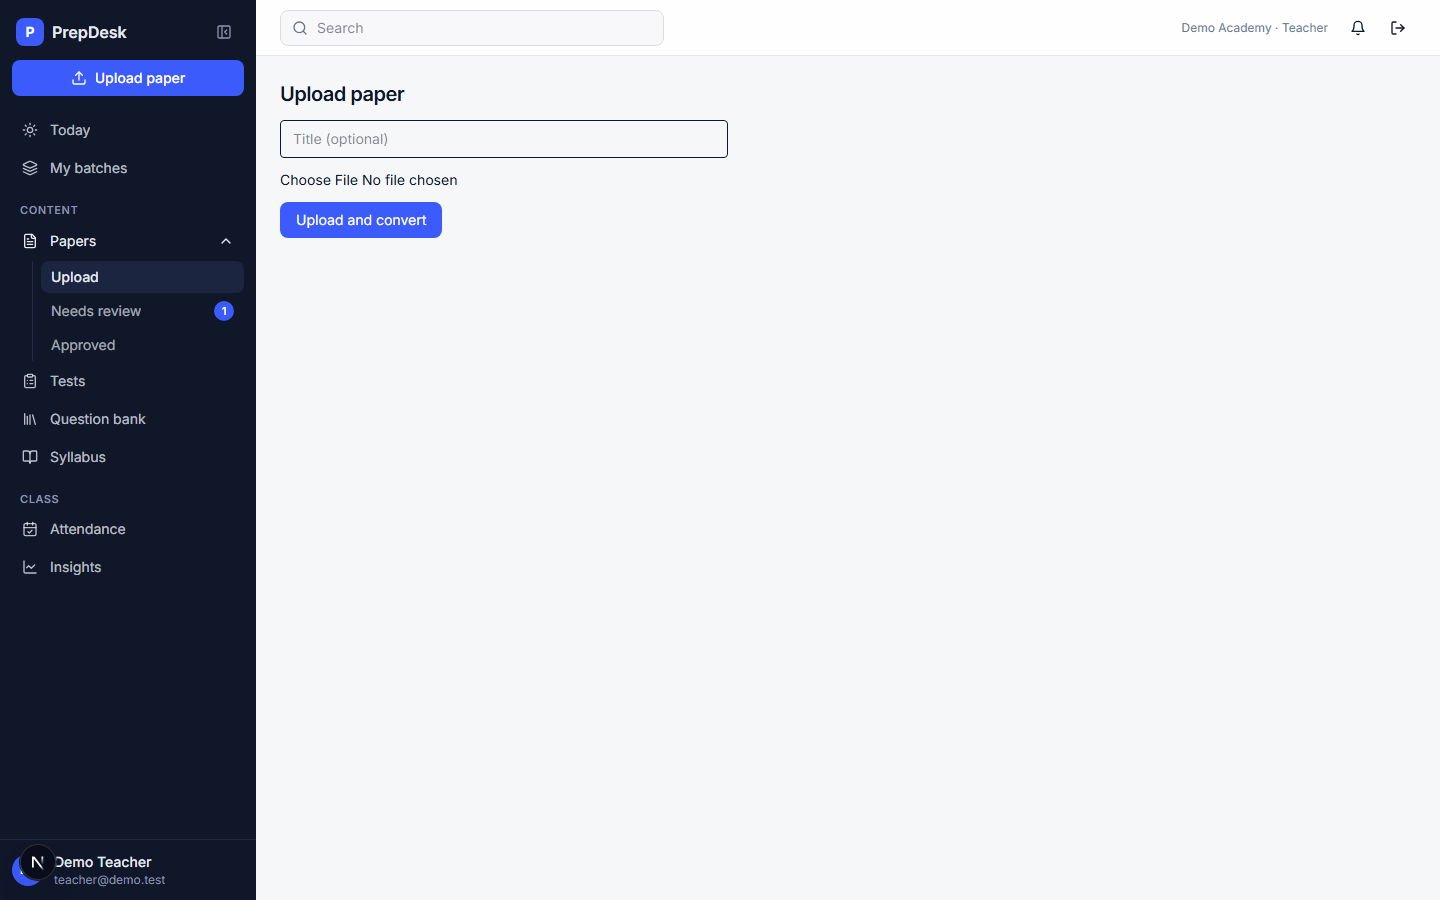 P PrepDesk
Upload paper
Today
My batches
CONTENT
Papers
Upload
Needs review 1
Approved
Tests
Question bank
Syllabus
CLASS
Attendance
Insights
N Demo Teacher
teacher@demo.test
Search
Demo Academy · Teacher
Upload paper
Title (optional)
Choose File No file chosen
Upload and convert